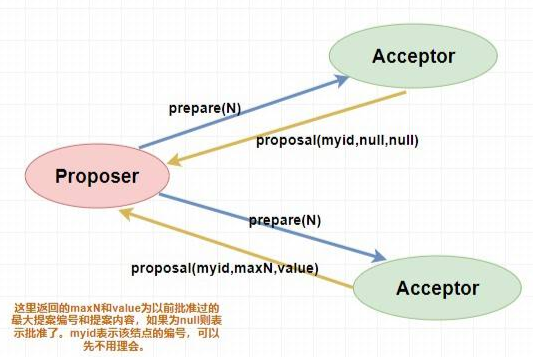 Acceptor
prepare(N)
proposal(myid,null,null)
Proposer
prepare(N)
proposal(myid,maxN,value)
Acceptor
这里返回的maxN和value为以前批准过的
最大提案编号和提案内容，如果为null则表
示批准了。myid表示该结点的编号，可以
先不用理会。